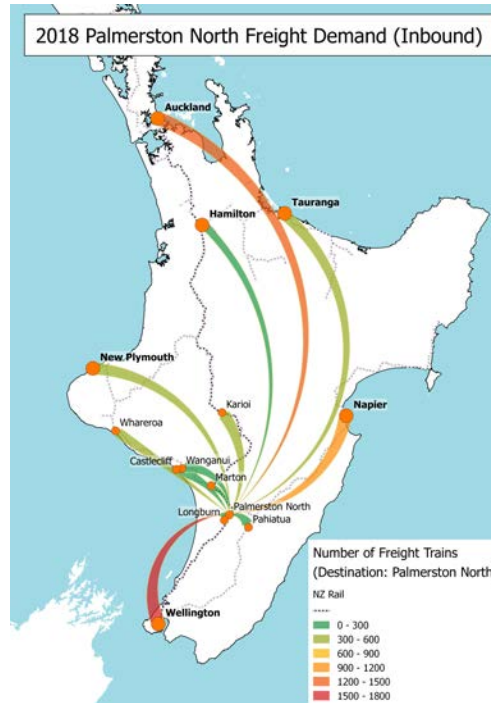 2018 Palmerston North Freight Demand (Inbound)
Auckland
Tauranga
Hamilton
New Plymouth
Karioi
Napier
Whareroa
Castlecliff
Wanganui
Marton
Longburn
Palmerston North
Pahiatua
Wellington
Number of Freight Trains
(Destination: Palmerston North
NZ Rail
0 - 300
300 - 600
600 - 900
900 - 1200
1200 - 1500
1500 - 1800